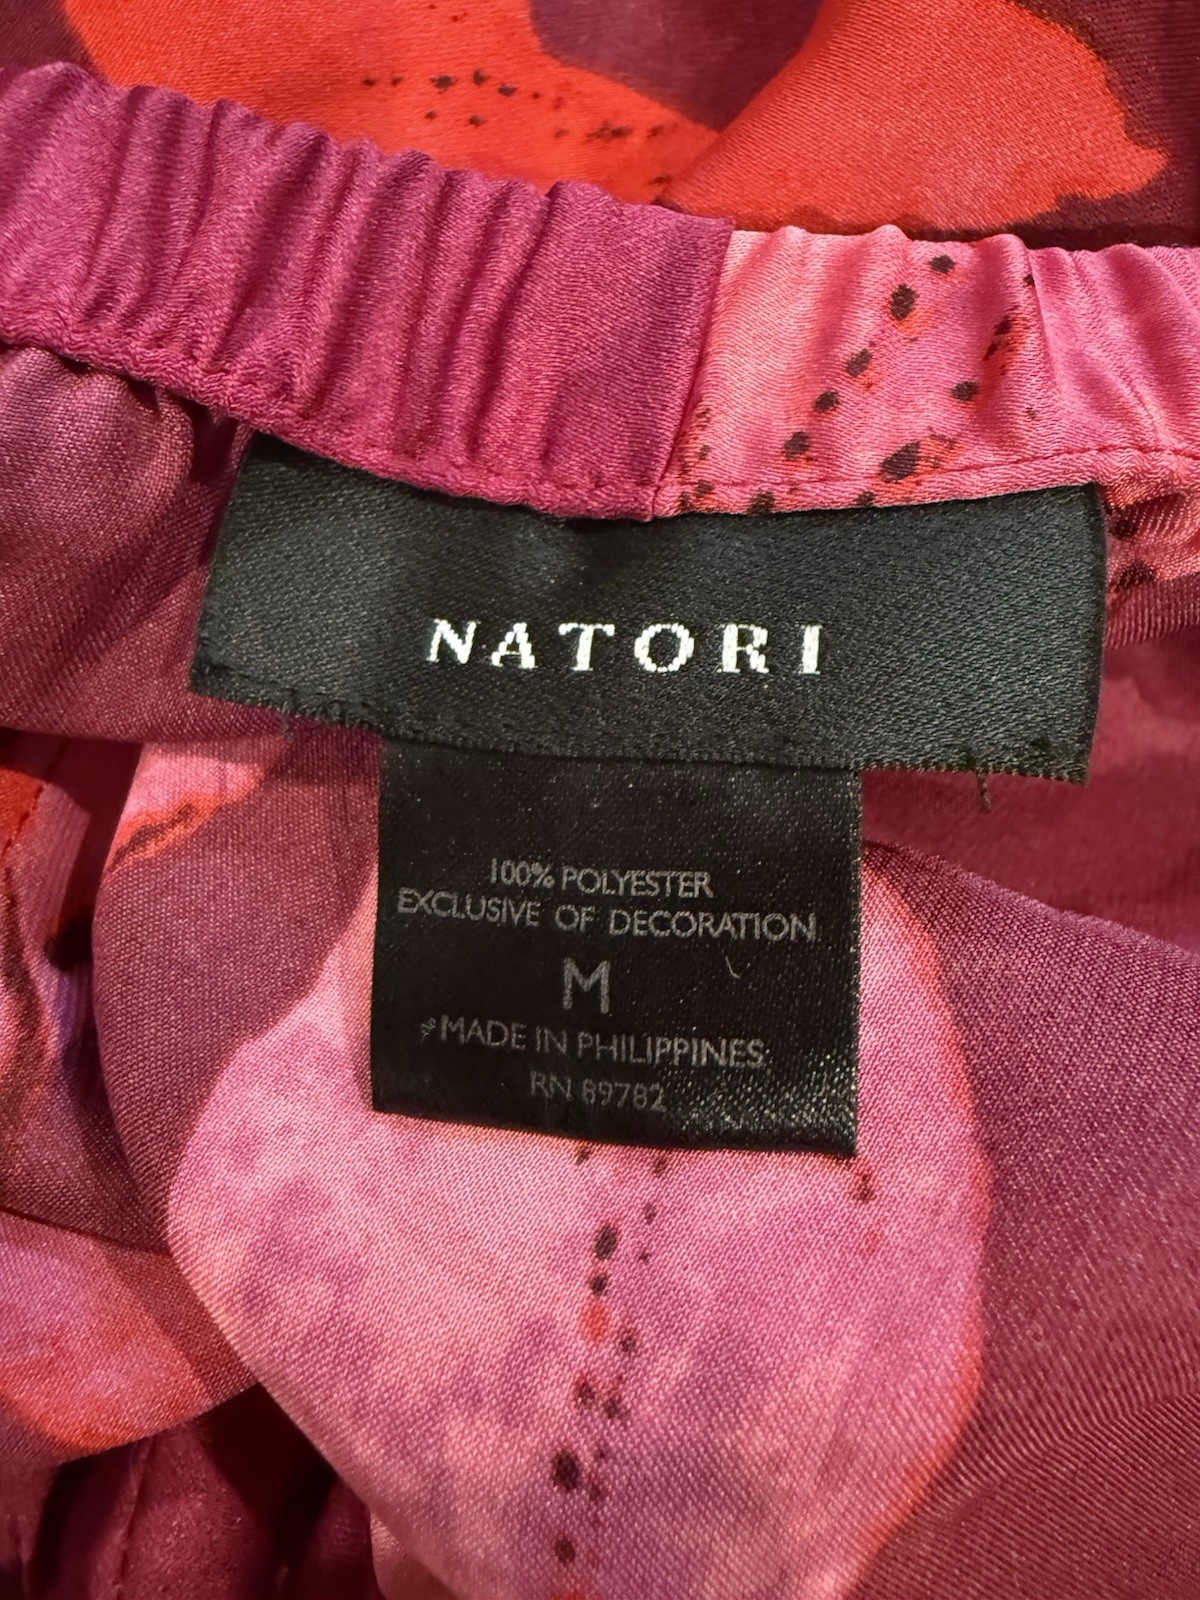 NATORI
100% POLYESTER
EXCLUSIVE OF DECORATION
M
MADE IN PHILIPPINES
RN 89782